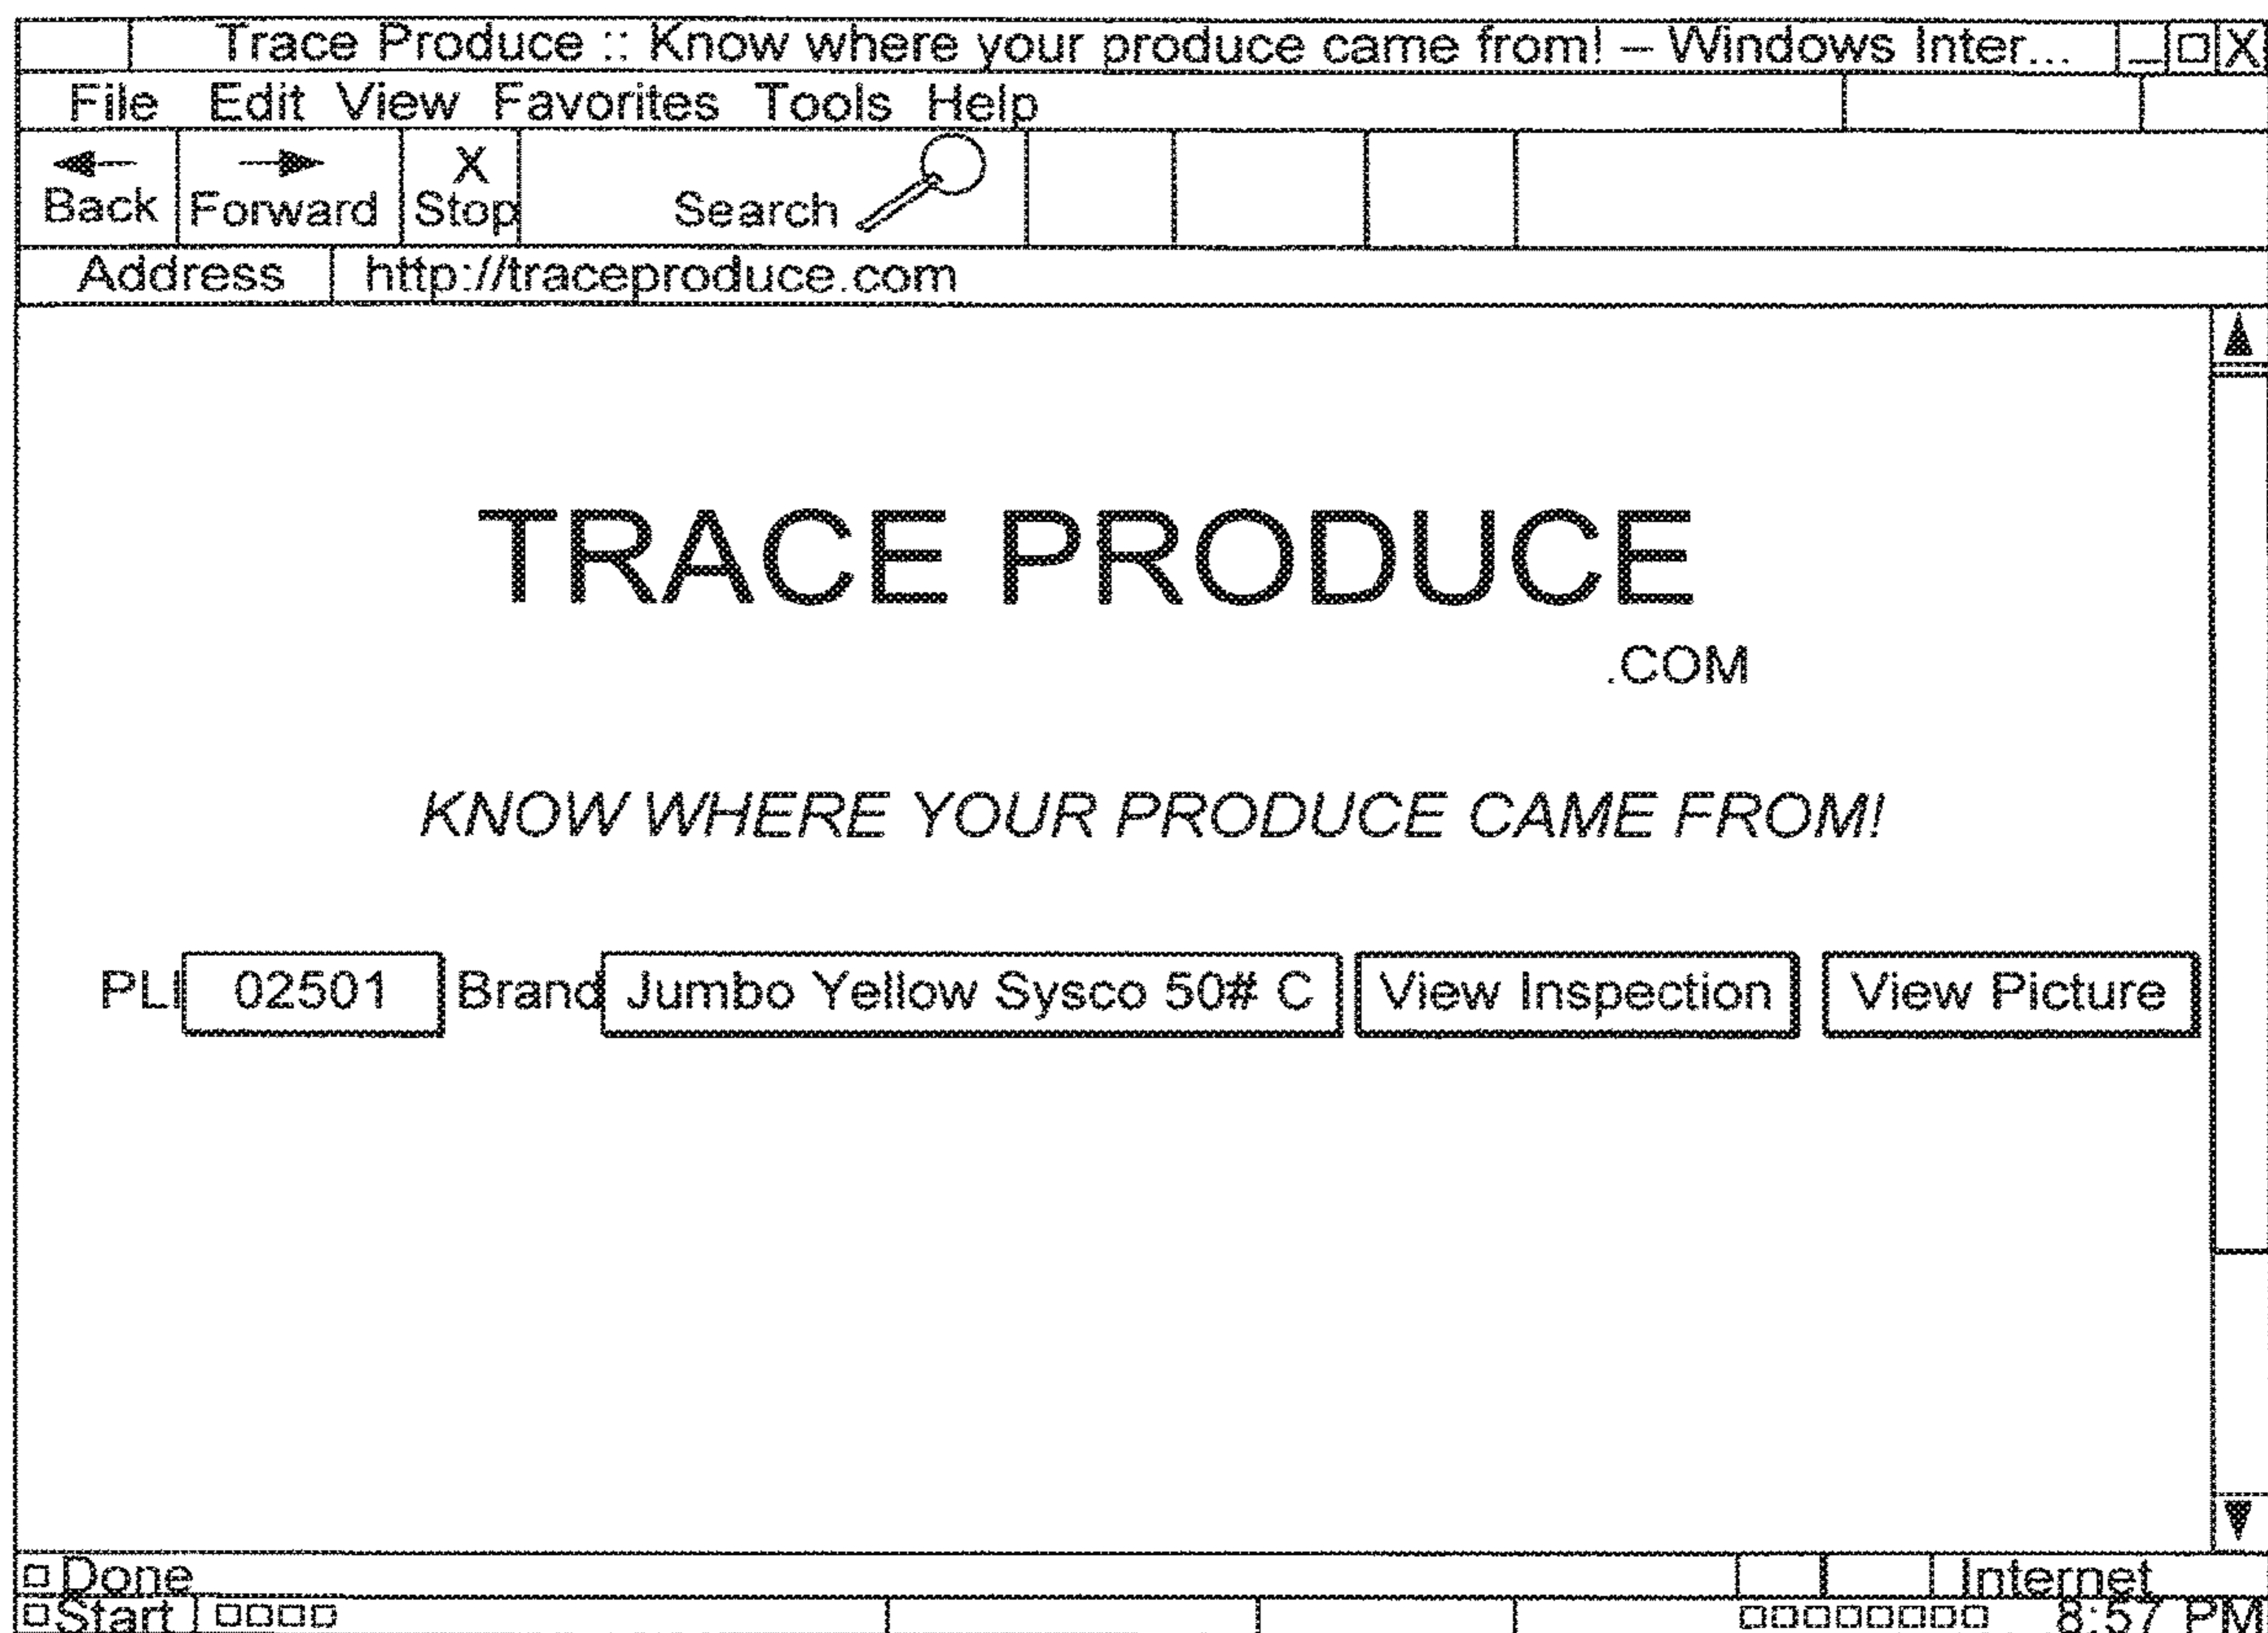 Trace Produce :: Know where your produce came from! – Windows Inter... _ X
File Edit View Favorites Tools Help
X
Back Forward Stop Search
Address http://traceproduce.com
TRACE PRODUCE
.COM
KNOW WHERE YOUR PRODUCE CAME FROM!
PLI 02501 Brand Jumbo Yellow Sysco 50# C View Inspection View Picture
Done Internet
Start 8:57 PM